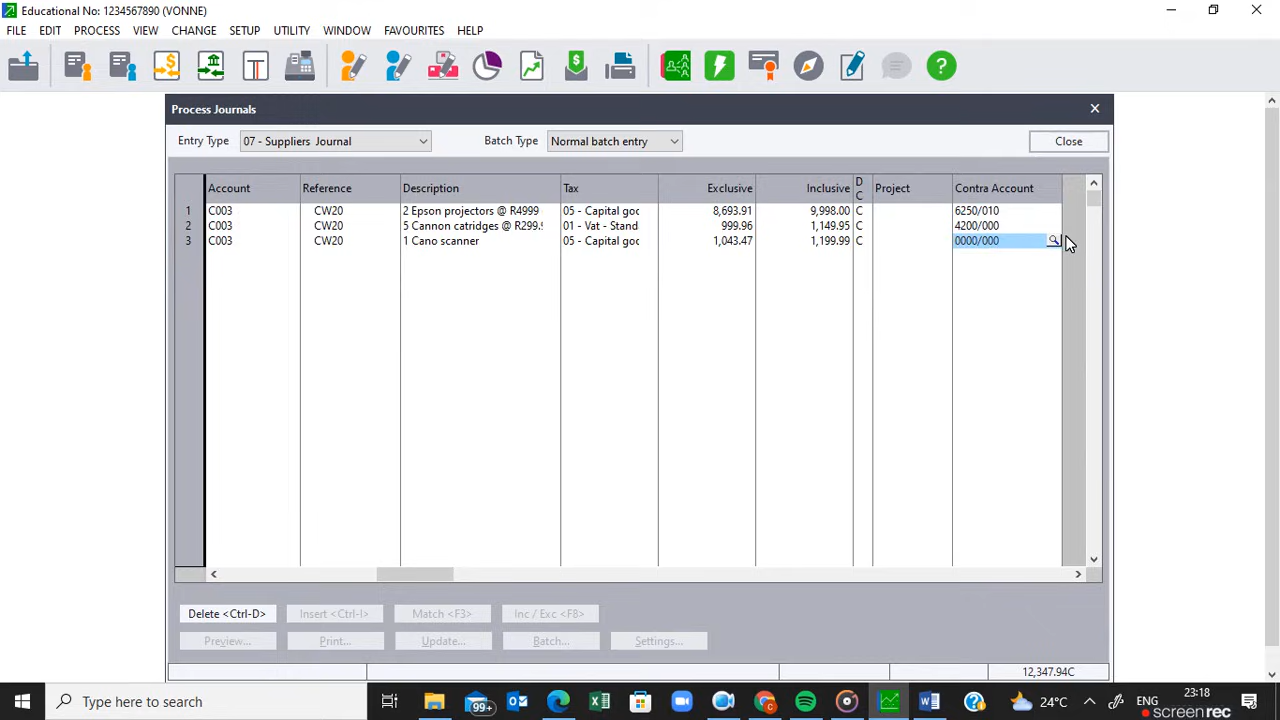 Educational No: 1234567890 (VONNE)
FILE EDIT PROCESS VIEW CHANGE SETUP UTILITY WINDOW FAVOURITES HELP
Process Journals
Entry Type 07 - Suppliers Journal Batch Type Normal batch entry Close
Account Reference Description Tax Exclusive Inclusive D C Project Contra Account
1 C003 CW20 2 Epson projectors @ R4999 05 - Capital goc 8,693.91 9,998.00 C 6250/010
2 C003 CW20 5 Cannon catridges @ R299.9 01 - Vat - Stand 999.96 1,149.95 C 4200/000
3 C003 CW20 1 Cano scanner 05 - Capital goc 1,043.47 1,199.99 C 0000/000
Delete <Ctrl-D> Insert <Ctrl-I> Match <F3> Inc / Exc <F8>
Preview... Print... Update... Batch... Settings...
12,347.94C
Type here to search 99+ 24°C ENG 23:18
SCREENREC